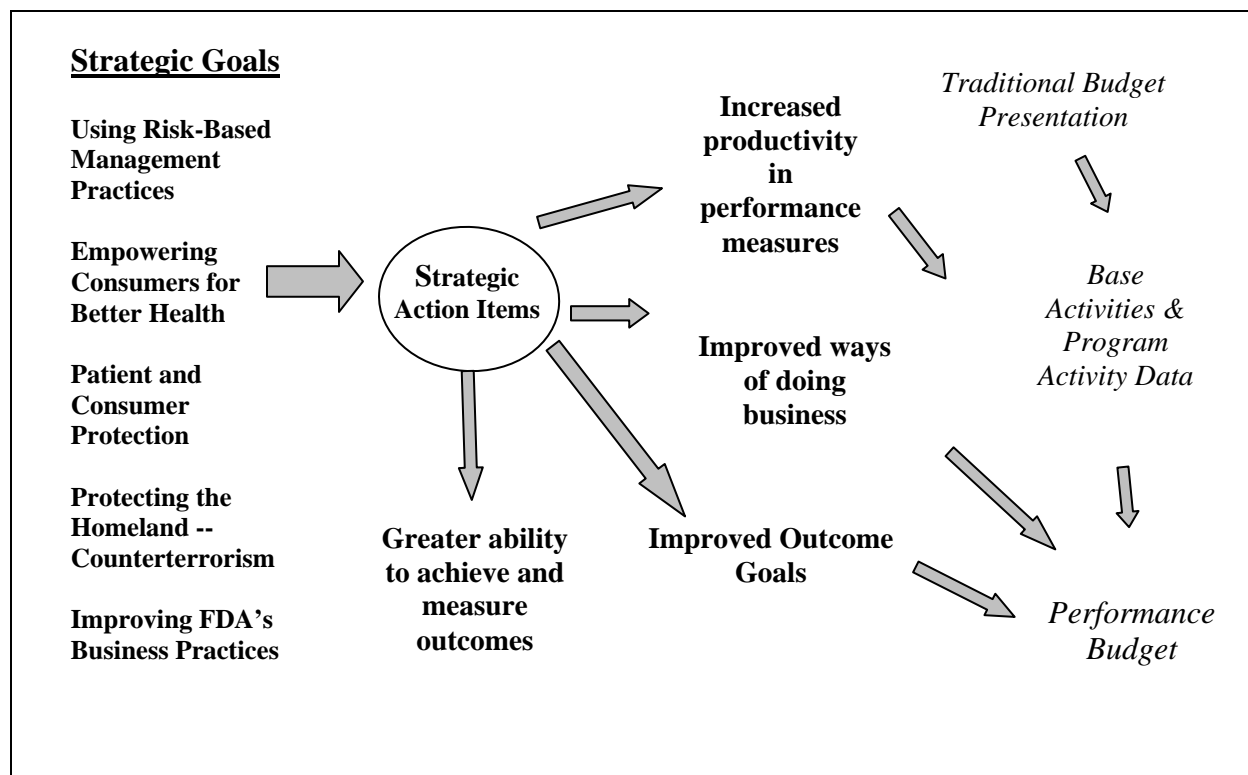 Strategic Goals
Using Risk-Based
Management
Practices
Empowering
Consumers for
Better Health
Patient and
Consumer
Protection
Protecting the
Homeland --
Counterterrorism
Improving FDA’s
Business Practices
Strategic
Action Items
Increased
productivity
in
performance
measures
Improved ways
of doing
business
Greater ability
to achieve and
measure
outcomes
Improved Outcome
Goals
Traditional Budget
Presentation
Base
Activities &
Program
Activity Data
Performance
Budget